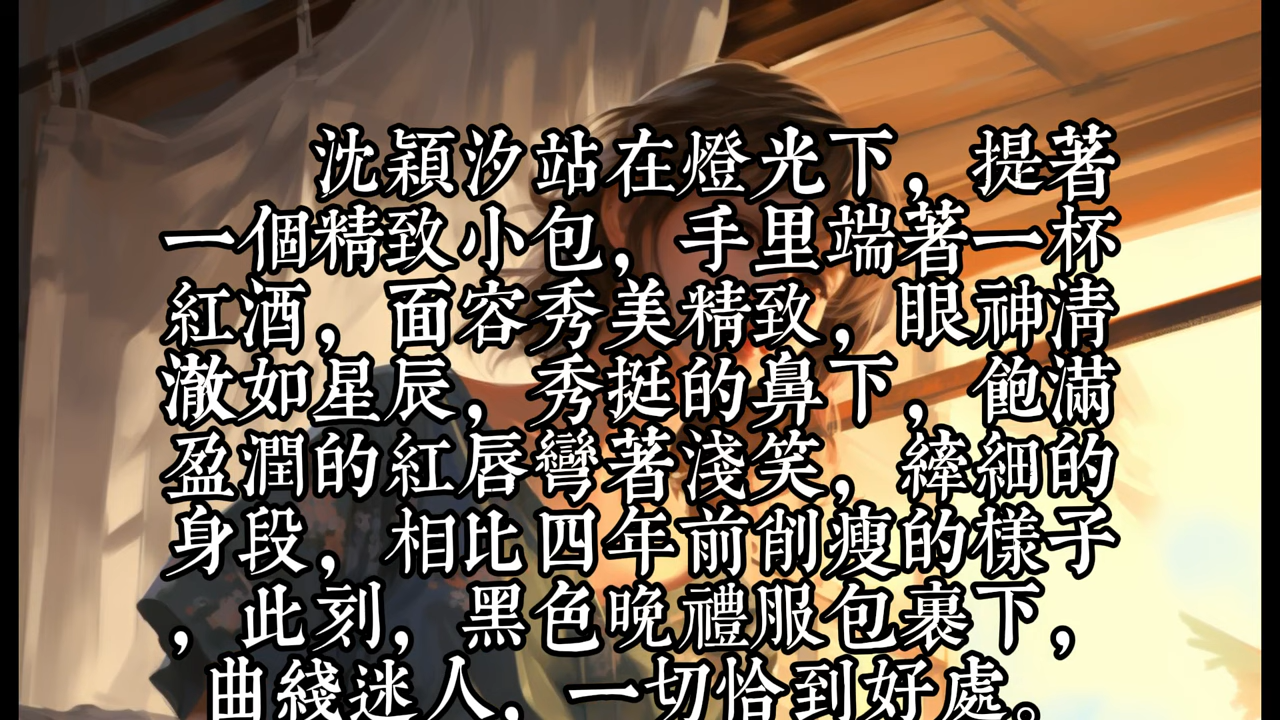 沈穎汐站在燈光下，提著
一個精致小包，手里端著一杯
紅酒，面容秀美精致，眼神清
澈如星辰，秀挺的鼻下，飽滿
盈潤的紅唇彎著淺笑，縴細的
身段，相比四年前削瘦的樣子
，此刻，黑色晚禮服包裹下，
曲綫迷人，一切恰到好處。